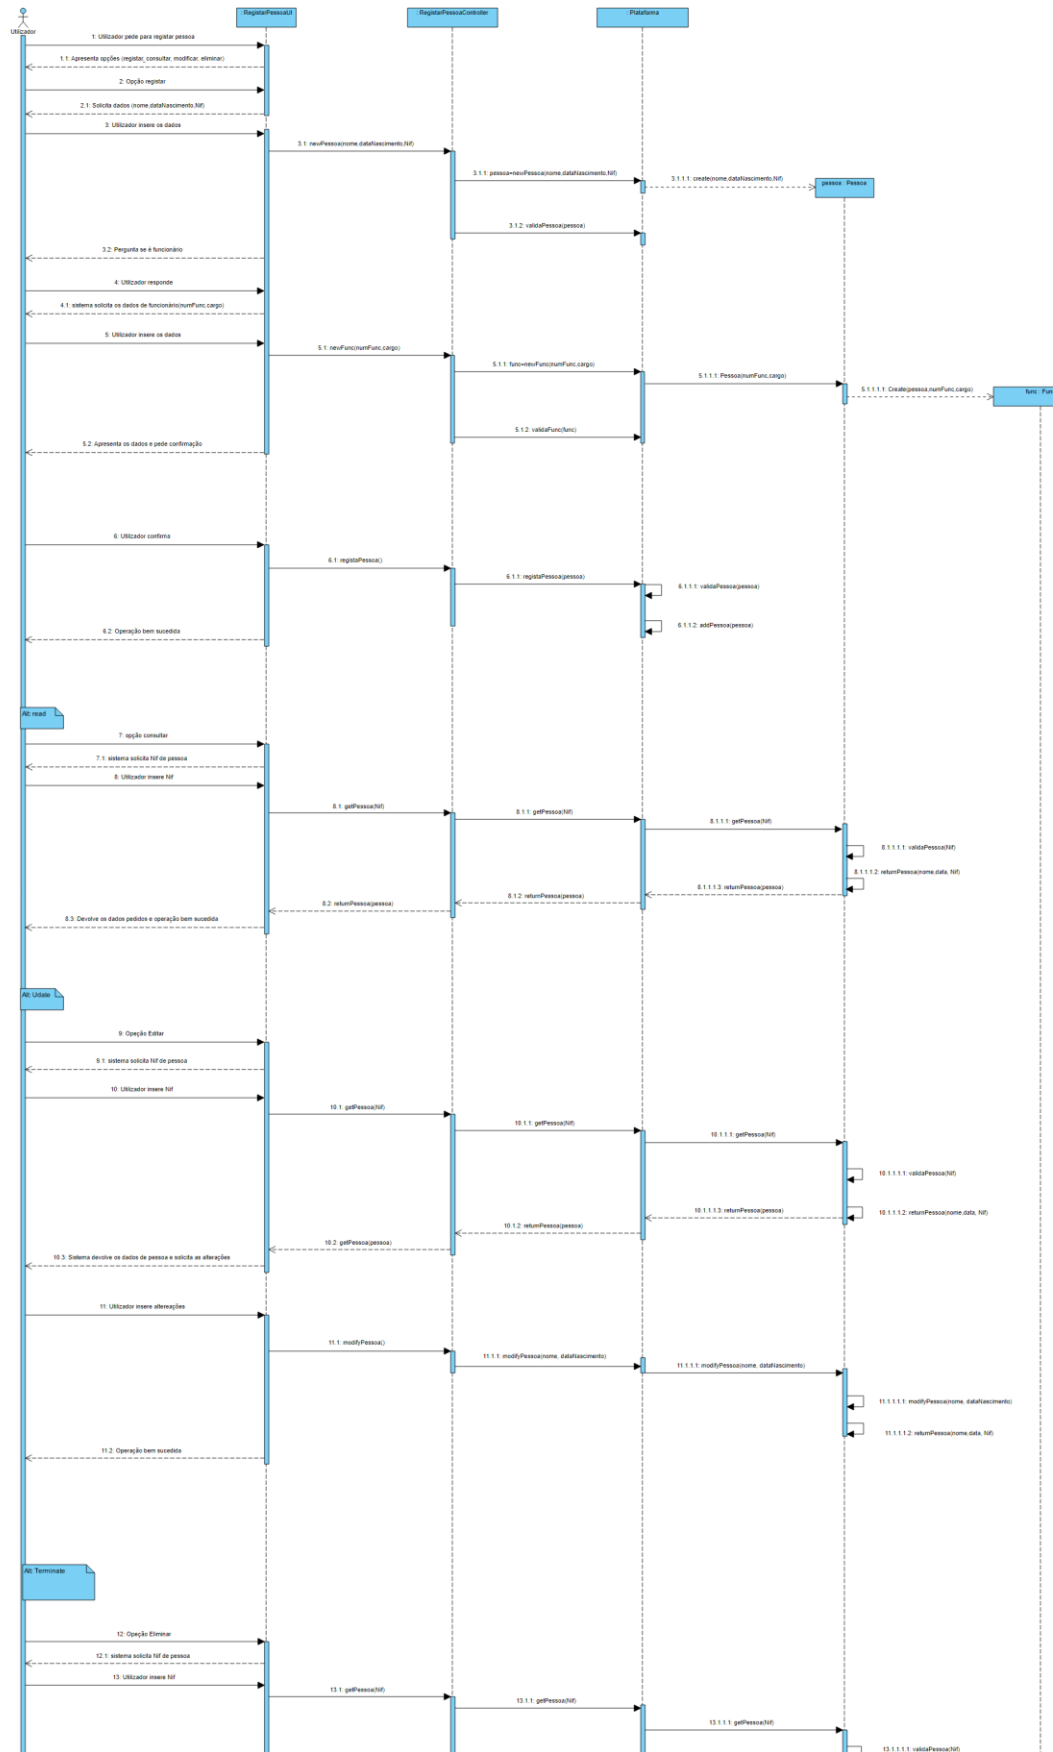 : RegistarPessoaUI
: RegistarPessoaController
: Plataforma
Utilizador
1: Utilizador pede para registar pessoa
1.1: Apresenta opções (registar, consultar, modificar, eliminar)
2: Opção registar
2.1: Solicita dados (nome,dataNascimento,Nif)
3: Utilizador insere os dados
3.1: newPessoa(nome,dataNascimento,Nif)
3.1.1: pessoa=newPessoa(nome,dataNascimento,Nif)
3.1.1.1: create(nome,dataNascimento,Nif)
pessoa : Pessoa
3.1.2: validaPessoa(pessoa)
3.2: Pergunta se é funcionário
4: Utilizador responde
4.1: sistema solicita os dados de funcionário(numFunc,cargo)
5: Utilizador insere os dados
5.1: newFunc(numFunc,cargo)
5.1.1: func=newFunc(numFunc,cargo)
5.1.1.1: Pessoa(numFunc,cargo)
5.1.1.1.1: Create(pessoa,numFunc,cargo)
func : Func
5.1.2: validaFunc(func)
5.2: Apresenta os dados e pede confirmação
6: Utilizador confirma
6.1: registaPessoa()
6.1.1: registaPessoa(pessoa)
6.1.1.1: validaPessoa(pessoa)
6.1.1.2: addPessoa(pessoa)
6.2: Operação bem sucedida
Alt: read
7: opção consultar
7.1: sistema solicita Nif de pessoa
8: Utilizador insere Nif
8.1: getPessoa(Nif)
8.1.1: getPessoa(Nif)
8.1.1.1: getPessoa(Nif)
8.1.1.1.1: validaPessoa(Nif)
8.1.1.1.2: returnPessoa(nome,data, Nif)
8.1.1.1.3: returnPessoa(pessoa)
8.1.2: returnPessoa(pessoa)
8.2: returnPessoa(pessoa)
8.3: Devolve os dados pedidos e operação bem sucedida
Alt: Udate
9: Opeção Editar
9.1: sistema solicita Nif de pessoa
10: Utilizador insere Nif
10.1: getPessoa(Nif)
10.1.1: getPessoa(Nif)
10.1.1.1: getPessoa(Nif)
10.1.1.1.1: validaPessoa(Nif)
10.1.1.1.2: returnPessoa(nome,data, Nif)
10.1.1.1.3: returnPessoa(pessoa)
10.1.2: returnPessoa(pessoa)
10.2: getPessoa(pessoa)
10.3: Sistema devolve os dados de pessoa e solicita as alterações
11: Utilizador insere altereações
11.1: modifyPessoa()
11.1.1: modifyPessoa(nome, dataNascimento)
11.1.1.1: modifyPessoa(nome, dataNascimento)
11.1.1.1.1: modifyPessoa(nome, dataNascimento)
11.1.1.1.2: returnPessoa(nome,data, Nif)
11.2: Operação bem sucedida
Alt: Terminate
12: Opeção Eliminar
12.1: sistema solicita Nif de pessoa
13: Utilizador insere Nif
13.1: getPessoa(Nif)
13.1.1: getPessoa(Nif)
13.1.1.1: getPessoa(Nif)
13.1.1.1.1: validaPessoa(Nif)